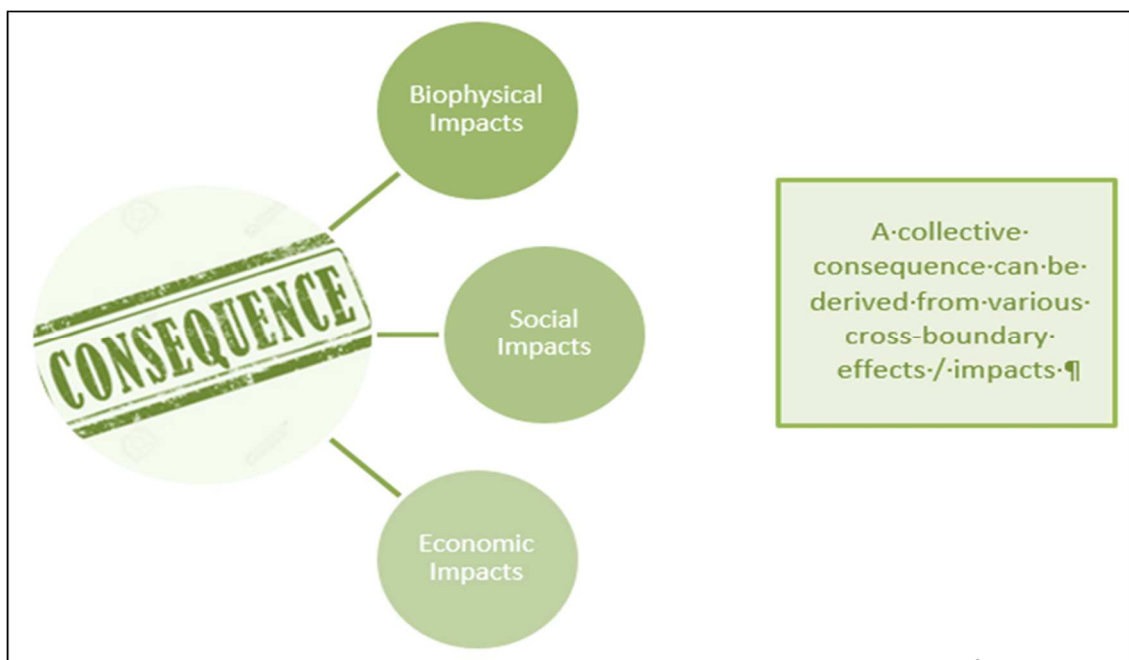 Biophysical
Impacts
CONSEQUENCE
Social
Impacts
Economic
Impacts
A·collective·
consequence·can·be·
derived·from·various·
cross-boundary·
effects·/·impacts·¶